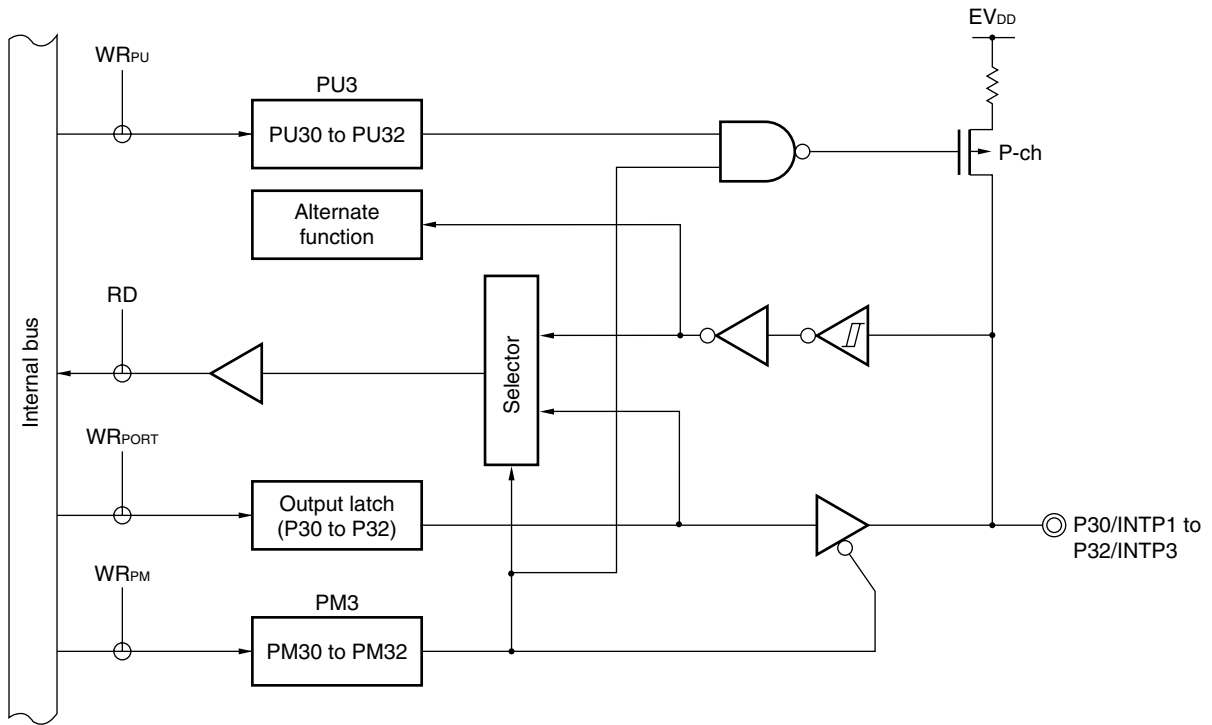 EVDD
WRPU
PU3
PU30 to PU32
P-ch
Alternate
function
RD
Internal bus
Selector
WRPORT
Output latch
(P30 to P32)
P30/INTP1 to
P32/INTP3
WRPM
PM3
PM30 to PM32